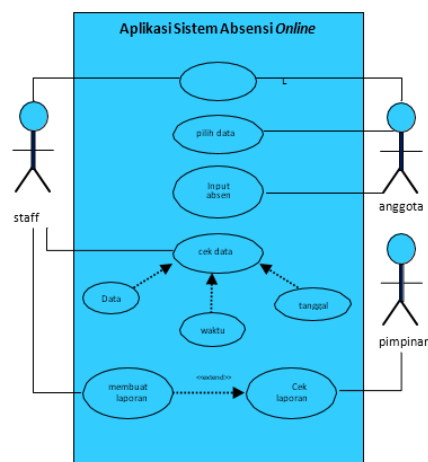 Aplikasi Sistem Absensi Online
L
pilih data
Input
absen
staff
anggota
cek data
Data
waktu
tanggal
pimpinan
membuat
laporan
<<extend>>
Cek
laporan